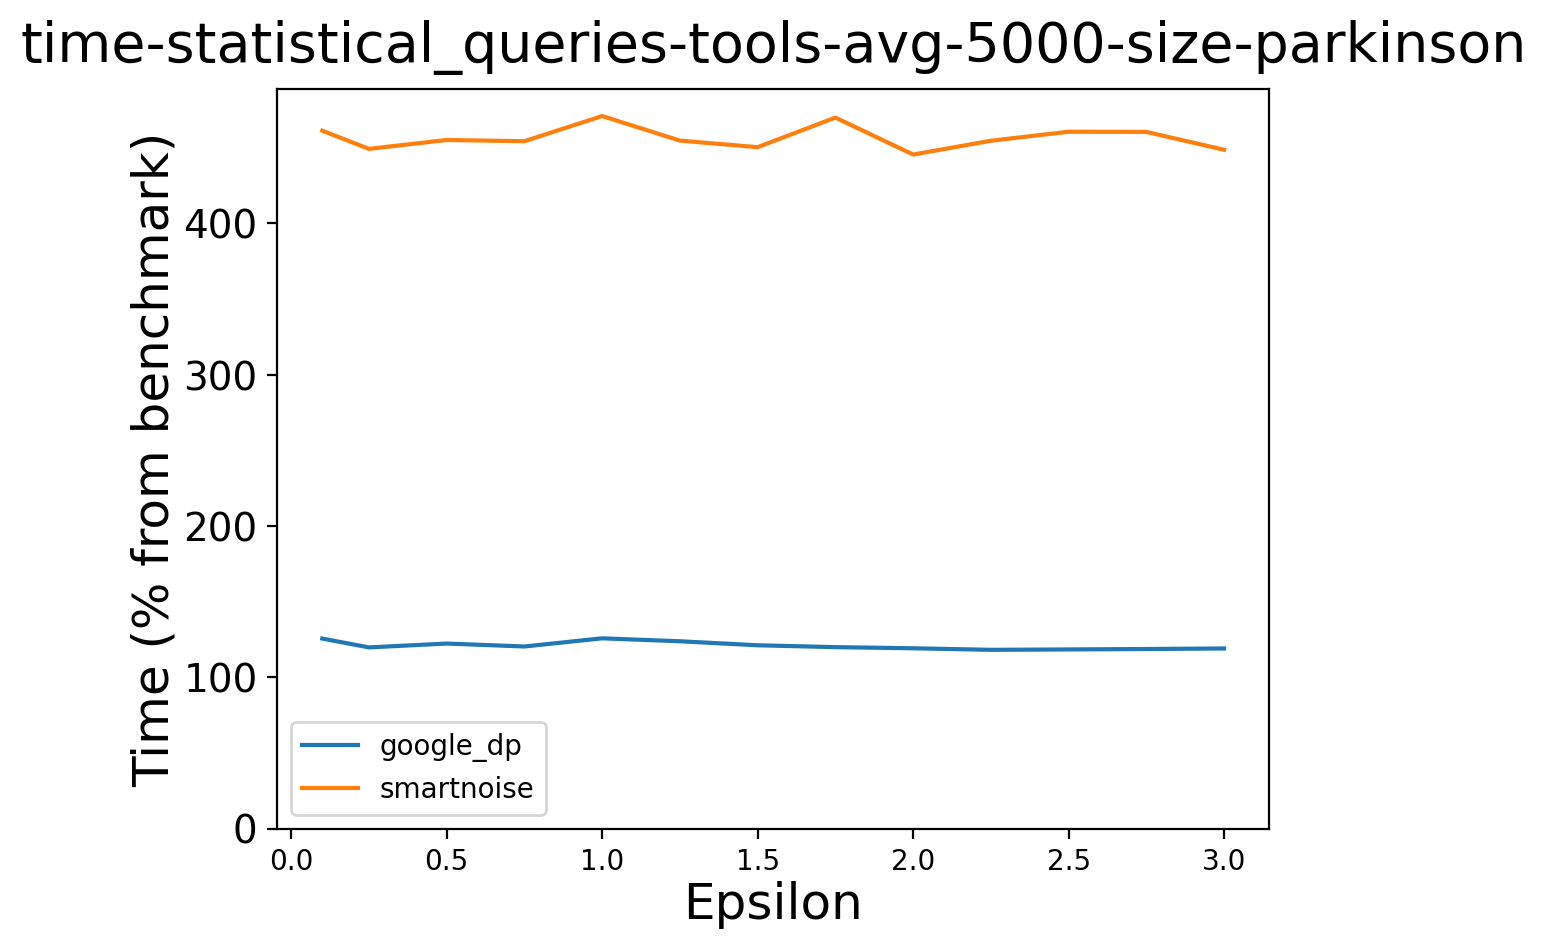 time-statistical_queries-tools-avg-5000-size-parkinson
Time (% from benchmark)
400
300
200
100
0
google_dp
smartnoise
0.0 0.5 1.0 1.5 2.0 2.5 3.0
Epsilon